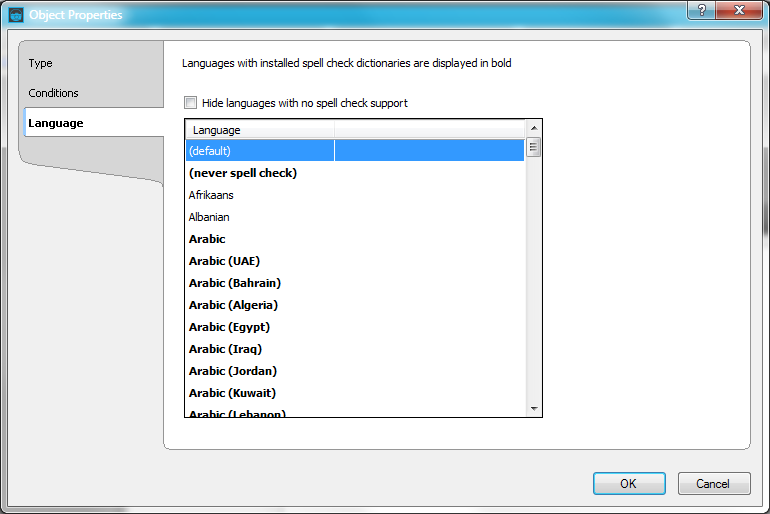 Object Properties
Type
Conditions
Language
Languages with installed spell check dictionaries are displayed in bold
Hide languages with no spell check support
Language
(default)
(never spell check)
Afrikaans
Albanian
Arabic
Arabic (UAE)
Arabic (Bahrain)
Arabic (Algeria)
Arabic (Egypt)
Arabic (Iraq)
Arabic (Jordan)
Arabic (Kuwait)
Arabic (Lebanon)
OK
Cancel